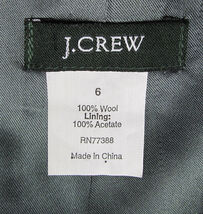 J.CREW
6
100% Wool
Lining:
100% Acetate
RN77388
Made in China